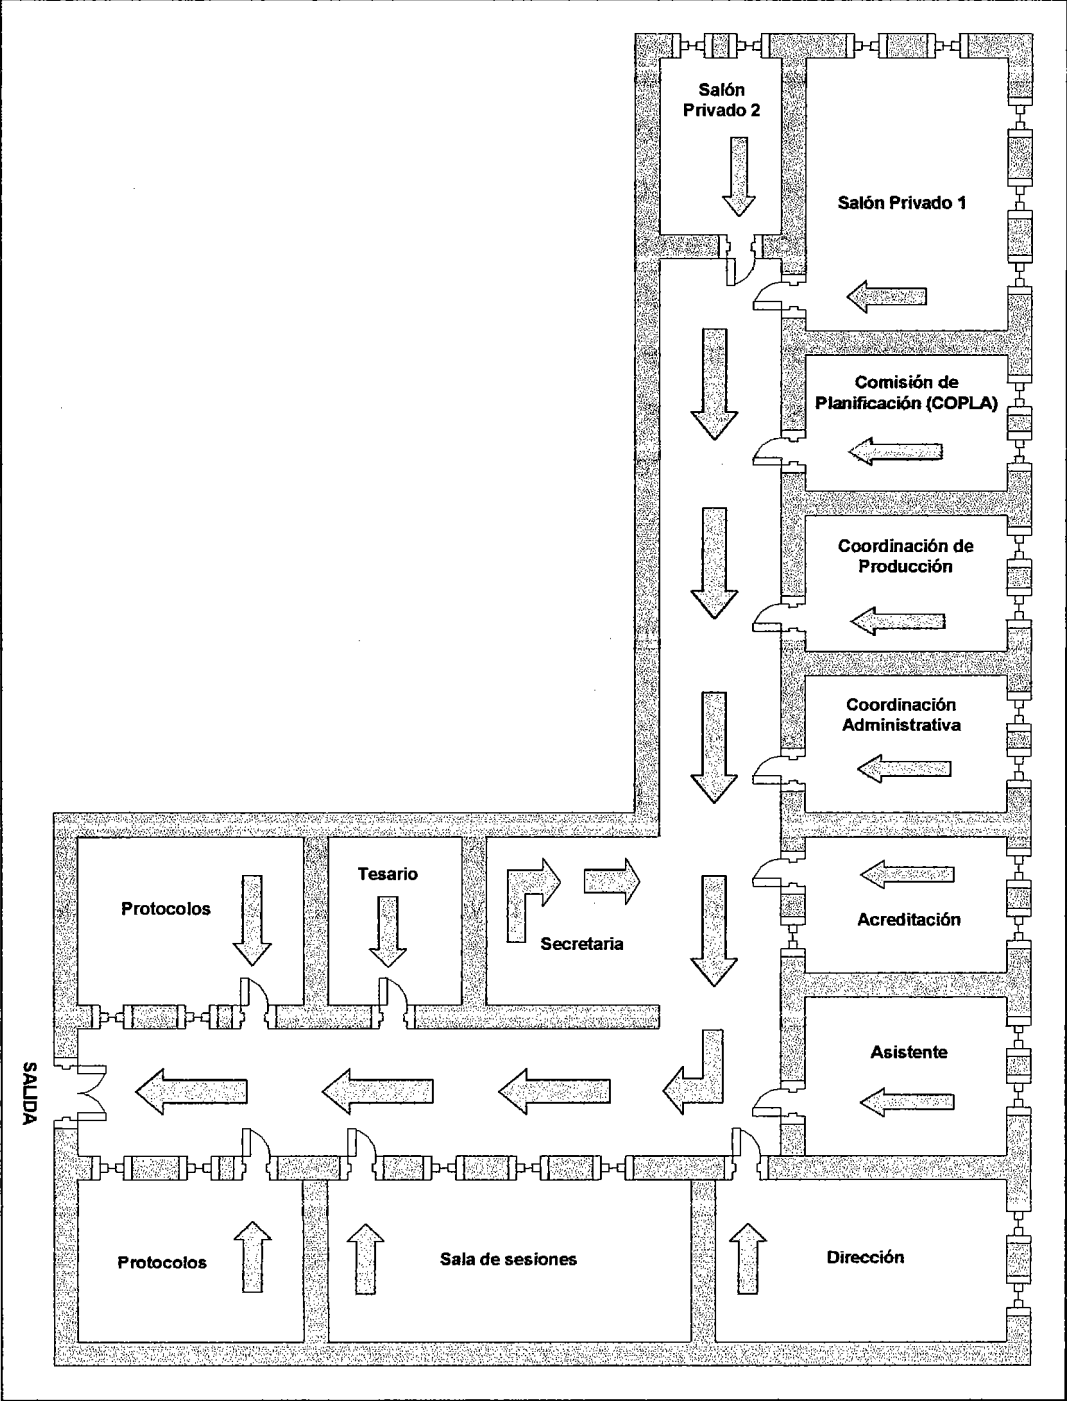 Salón
Privado 2
Salón Privado 1
Comisión de
Planificación (COPLA)
Coordinación de
Producción
Coordinación
Administrativa
Acreditación
Tesario
Protocolos
Secretaria
Asistente
SALIDA
Dirección
Sala de sesiones
Protocolos